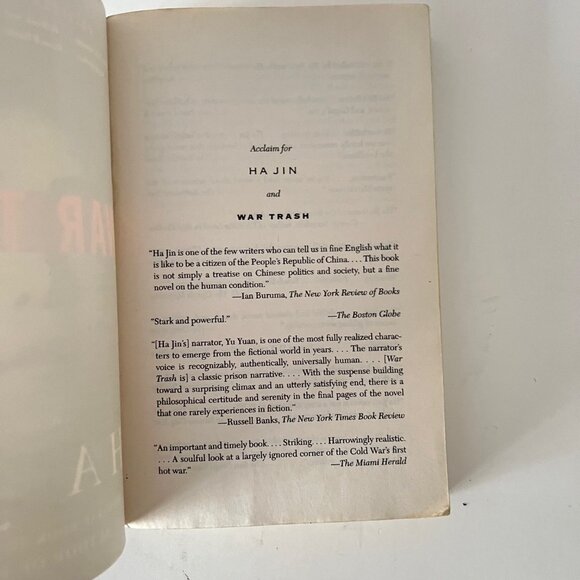 Acclaim for
HA JIN
and
WAR TRASH
“Ha Jin is one of the few writers who can tell us in fine English what it
is like to be a citizen of the People’s Republic of China. . . . This book
is not simply a treatise on Chinese politics and society, but a fine
novel on the human condition.”
—Ian Buruma, The New York Review of Books
“Stark and powerful.” —The Boston Globe
“[Ha Jin’s] narrator, Yu Yuan, is one of the most fully realized charac-
ters to emerge from the fictional world in years. . . . The narrator’s
voice is recognizably, authentically, universally human. . . . [War
Trash is] a classic prison narrative. . . . With the suspense building
toward a surprising climax and an utterly satisfying end, there is a
philosophical certitude and serenity in the final pages of the novel
that one rarely experiences in fiction.”
—Russell Banks, The New York Times Book Review
“An important and timely book. . . . Striking. . . . Harrowingly realistic.
. . . A soulful look at a largely ignored corner of the Cold War’s first
hot war.” —The Miami Herald